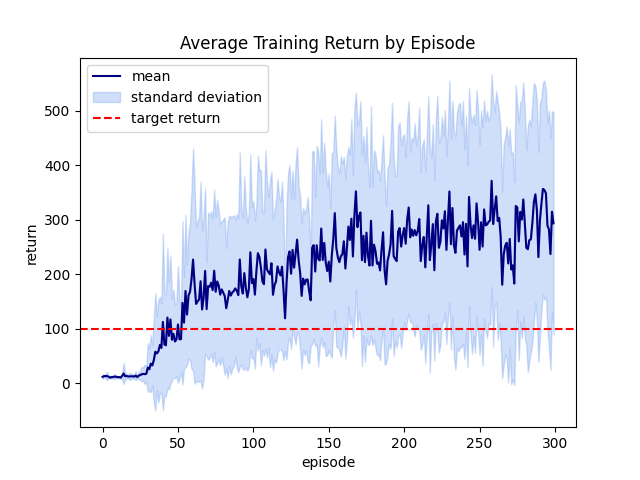 Average Training Return by Episode
mean
standard deviation
target return
500
400
300
200
100
0
return
0 50 100 150 200 250 300
episode